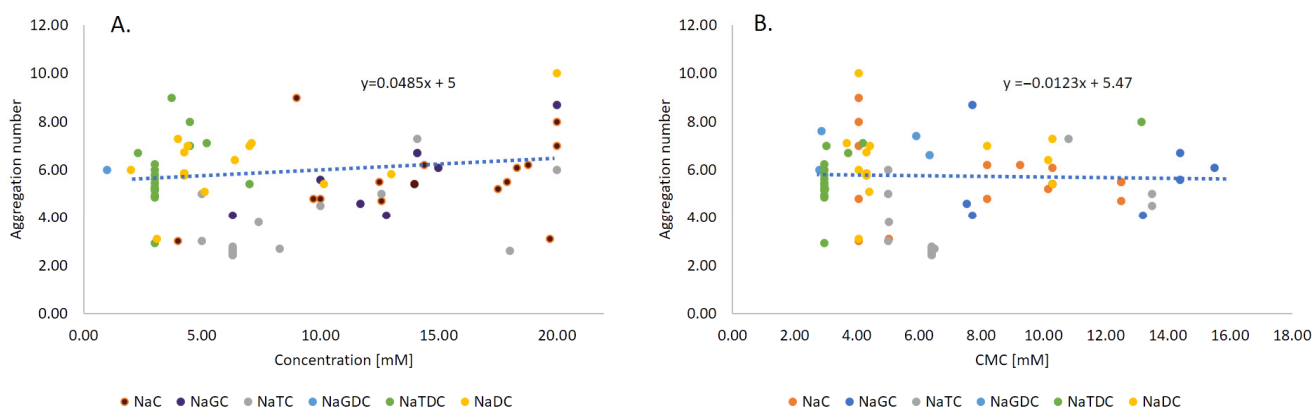 A.
y=0.0485x + 5
Aggregation number
12.00
10.00
8.00
6.00
4.00
2.00
0.00
0.00 5.00 10.00 15.00 20.00
Concentration [mM]
NaC NaGC NaTC NaGDC NaTDC NaDC
B.
y =−0.0123x + 5.47
Aggregation number
12.00
10.00
8.00
6.00
4.00
2.00
0.00
0.00 2.00 4.00 6.00 8.00 10.00 12.00 14.00 16.00 18.00
CMC [mM]
NaC NaGC NaTC NaGDC NaTDC NaDC